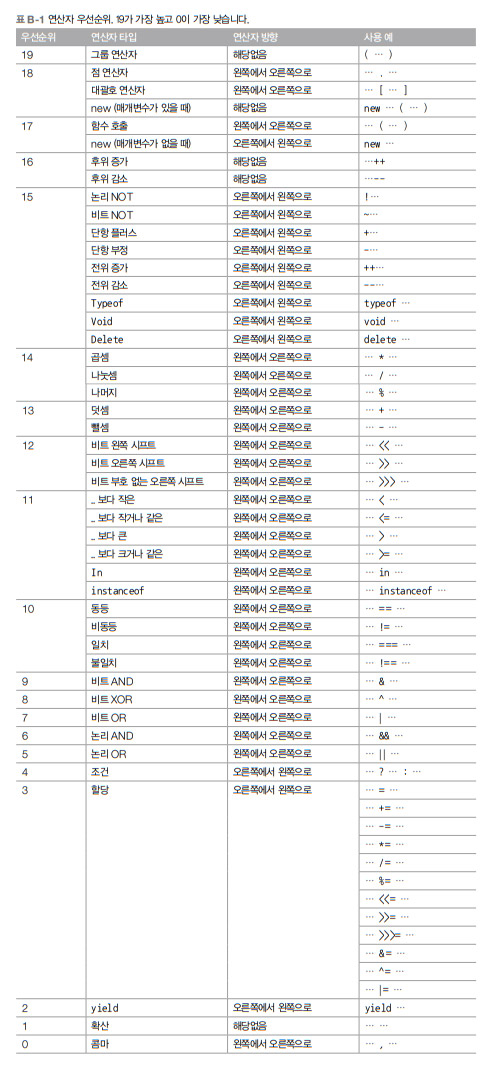 표 B-1 연산자 우선순위. 19가 가장 높고 0이 가장 낮습니다.
우선순위 연산자 타입 연산자 방향 사용 예
19 그룹 연산자 해당없음 ( … )
18 점 연산자 왼쪽에서 오른쪽으로 … . …
대괄호 연산자 왼쪽에서 오른쪽으로 … [ … ]
new (매개변수가 있을 때) 해당없음 new … ( … )
17 함수 호출 왼쪽에서 오른쪽으로 … ( … )
new (매개변수가 없을 때) 오른쪽에서 왼쪽으로 new …
16 후위 증가 해당없음 …++
후위 감소 해당없음 …--
15 논리 NOT 오른쪽에서 왼쪽으로 !…
비트 NOT 오른쪽에서 왼쪽으로 ~…
단항 플러스 오른쪽에서 왼쪽으로 +…
단항 부정 오른쪽에서 왼쪽으로 -…
전위 증가 오른쪽에서 왼쪽으로 ++…
전위 감소 오른쪽에서 왼쪽으로 --…
Typeof 오른쪽에서 왼쪽으로 typeof …
Void 오른쪽에서 왼쪽으로 void …
Delete 오른쪽에서 왼쪽으로 delete …
14 곱셈 왼쪽에서 오른쪽으로 … * …
나눗셈 왼쪽에서 오른쪽으로 … / …
나머지 왼쪽에서 오른쪽으로 … % …
13 덧셈 왼쪽에서 오른쪽으로 … + …
뺄셈 왼쪽에서 오른쪽으로 … - …
12 비트 왼쪽 시프트 왼쪽에서 오른쪽으로 … << …
비트 오른쪽 시프트 왼쪽에서 오른쪽으로 … >> …
비트 부호 없는 오른쪽 시프트 왼쪽에서 오른쪽으로 … >>> …
11 _ 보다 작은 왼쪽에서 오른쪽으로 … < …
_ 보다 작거나 같은 왼쪽에서 오른쪽으로 … <= …
_ 보다 큰 왼쪽에서 오른쪽으로 … > …
_ 보다 크거나 같은 왼쪽에서 오른쪽으로 … >= …
In 왼쪽에서 오른쪽으로 … in …
instanceof 왼쪽에서 오른쪽으로 … instanceof …
10 동등 왼쪽에서 오른쪽으로 … == …
비동등 왼쪽에서 오른쪽으로 … != …
일치 왼쪽에서 오른쪽으로 … === …
불일치 왼쪽에서 오른쪽으로 … !== …
9 비트 AND 왼쪽에서 오른쪽으로 … & …
8 비트 XOR 왼쪽에서 오른쪽으로 … ^ …
7 비트 OR 왼쪽에서 오른쪽으로 … | …
6 논리 AND 왼쪽에서 오른쪽으로 … && …
5 논리 OR 왼쪽에서 오른쪽으로 … || …
4 조건 오른쪽에서 왼쪽으로 … ? … : …
3 할당 오른쪽에서 왼쪽으로 … = …
… += …
… -= …
… *= …
… /= …
… %= …
… <<= …
… >>= …
… >>>= …
… &= …
… ^= …
… |= …
2 yield 오른쪽에서 왼쪽으로 yield …
1 확산 해당없음 … …
0 콤마 왼쪽에서 오른쪽으로 … , …